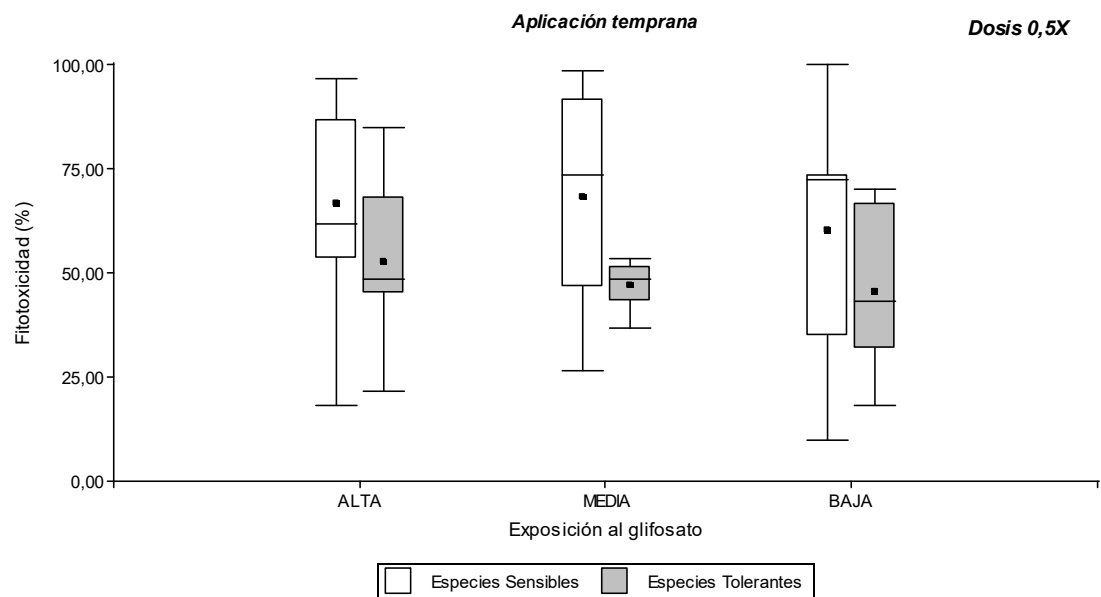 Aplicación temprana
Dosis 0,5X
100,00
75,00
50,00
25,00
0,00
Fitotoxicidad (%)
ALTA
MEDIA
BAJA
Exposición al glifosato
Especies Sensibles
Especies Tolerantes